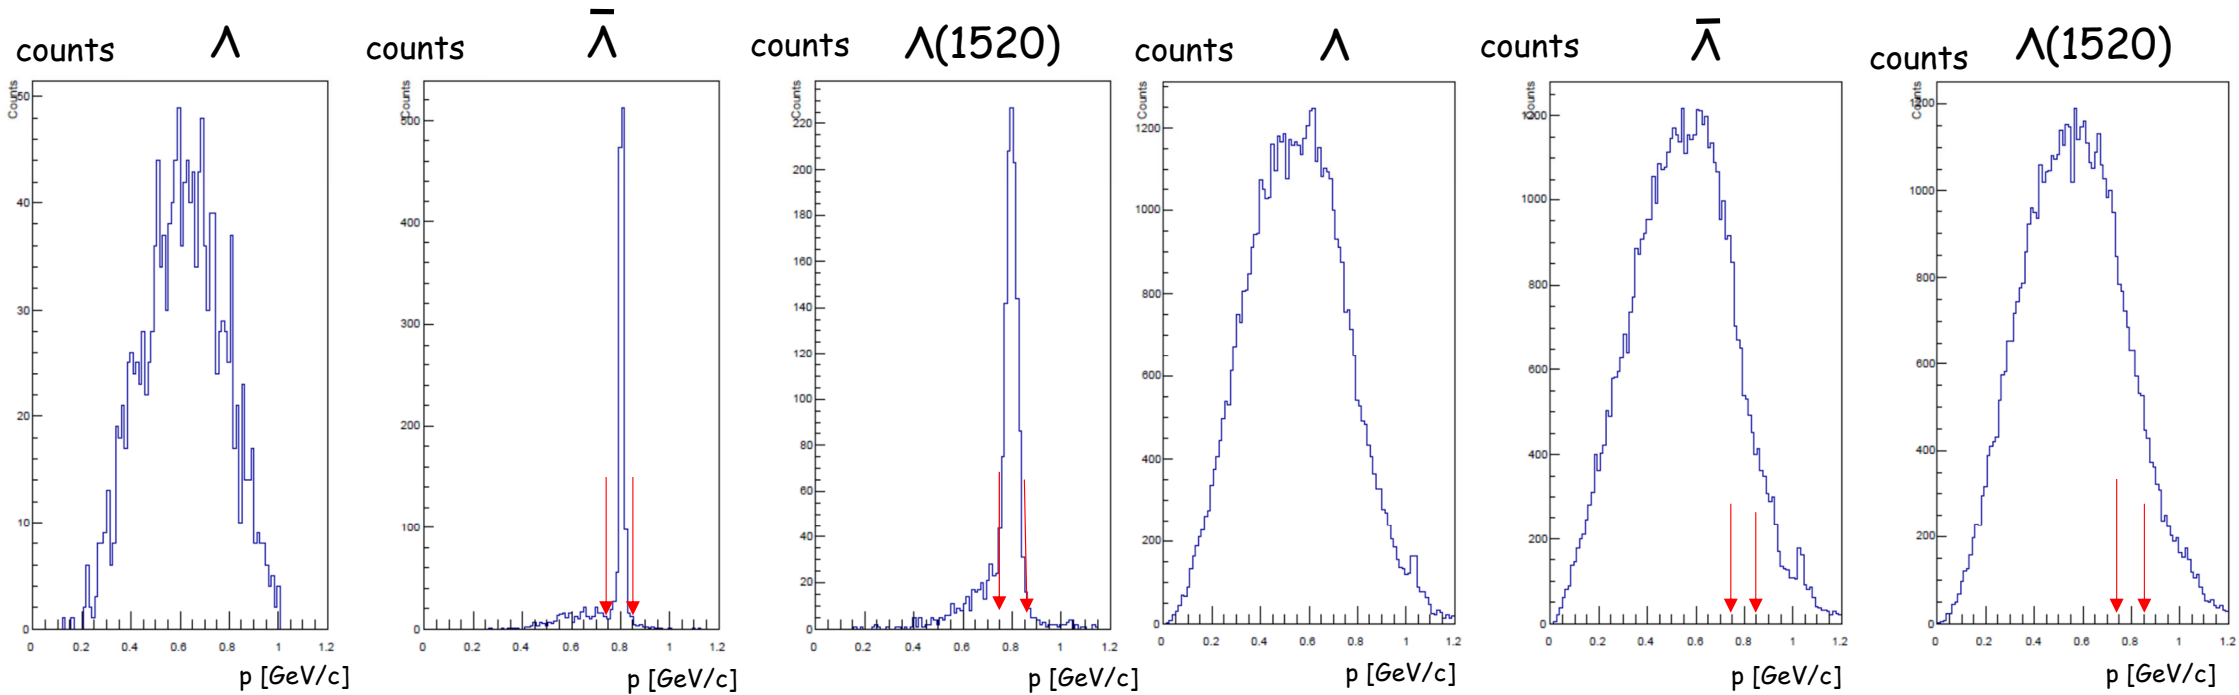 counts Λ
Counts
50
40
30
20
10
0
0 0.2 0.4 0.6 0.8 1 1.2
p [GeV/c]
counts Λ̅
Counts
500
400
300
200
100
0
0 0.2 0.4 0.6 0.8 1 1.2
p [GeV/c]
counts Λ(1520)
Counts
220
200
180
160
140
120
100
80
60
40
20
0
0 0.2 0.4 0.6 0.8 1 1.2
p [GeV/c]
counts Λ
Counts
1200
1000
800
600
400
200
0
0 0.2 0.4 0.6 0.8 1 1.2
p [GeV/c]
counts Λ̅
Counts
1200
1000
800
600
400
200
0
0 0.2 0.4 0.6 0.8 1 1.2
p [GeV/c]
counts Λ(1520)
Counts
1200
1000
800
600
400
200
0
0 0.2 0.4 0.6 0.8 1 1.2
p [GeV/c]